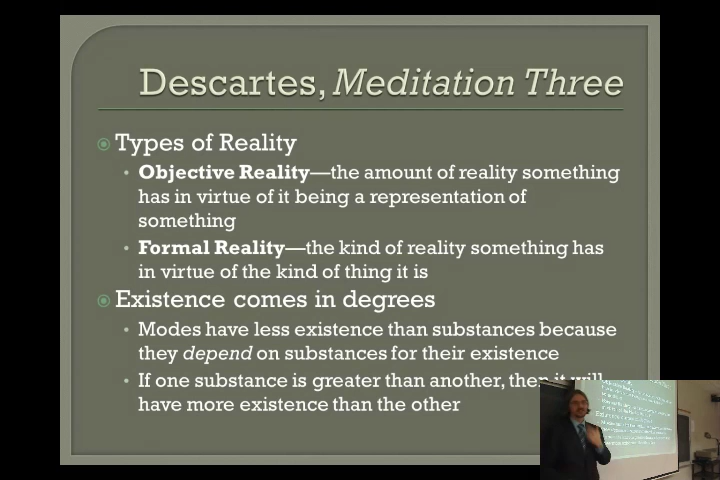 Descartes, Meditation Three
Types of Reality
Objective Reality—the amount of reality something
has in virtue of it being a representation of
something
Formal Reality—the kind of reality something has
in virtue of the kind of thing it is
Existence comes in degrees
Modes have less existence than substances because
they depend on substances for their existence
If one substance is greater than another, then it will
have more existence than the other